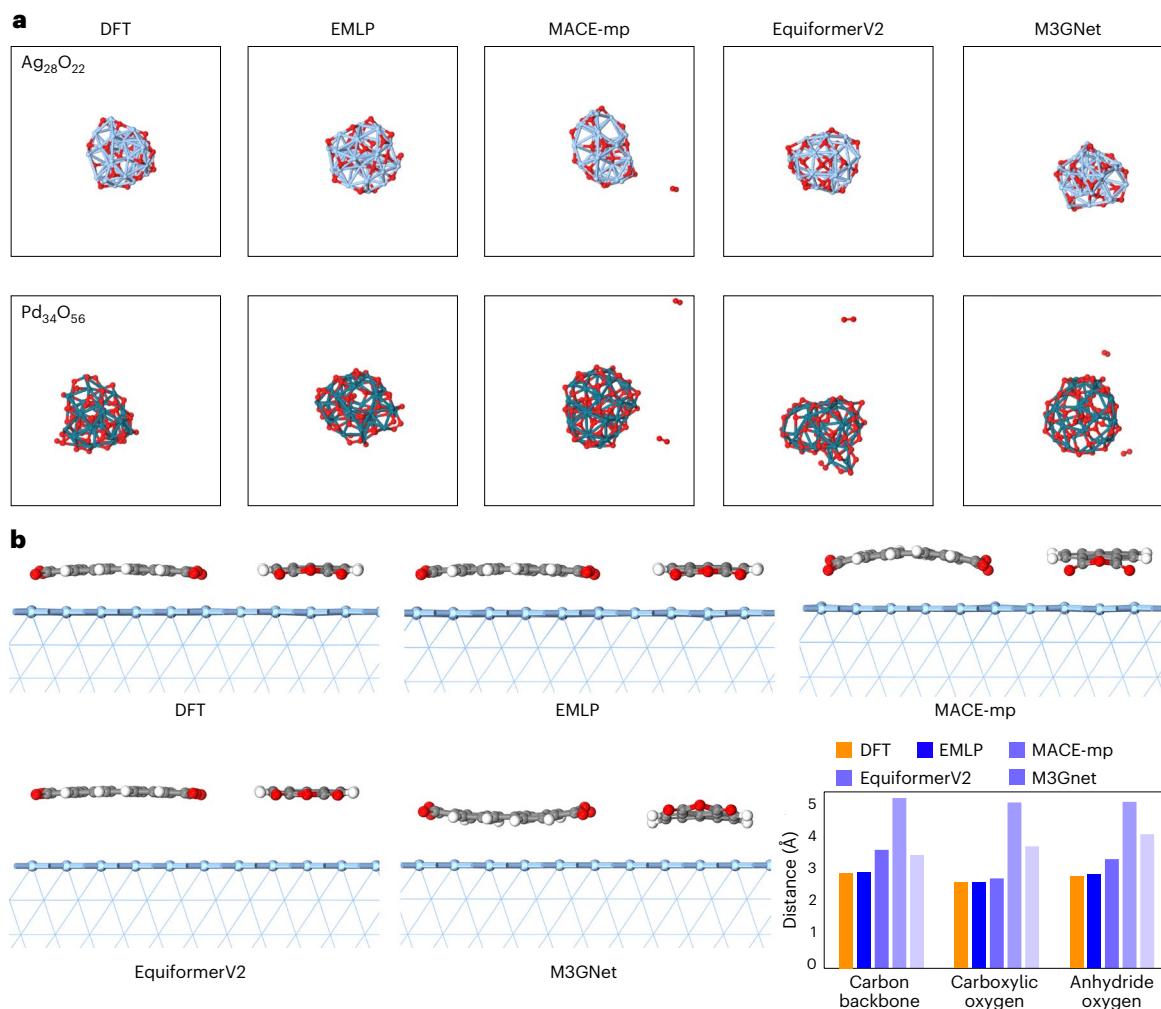 a
DFT
EMLP
MACE-mp
EquiformerV2
M3GNet
Ag₂₈O₂₂
Pd₃₄O₅₆
b
DFT
EMLP
MACE-mp
EquiformerV2
M3GNet
DFT EMLP MACE-mp
EquiformerV2 M3Gnet
Distance (Å)
5
4
3
2
1
0
Carbon
backbone
Carboxylic
oxygen
Anhydride
oxygen